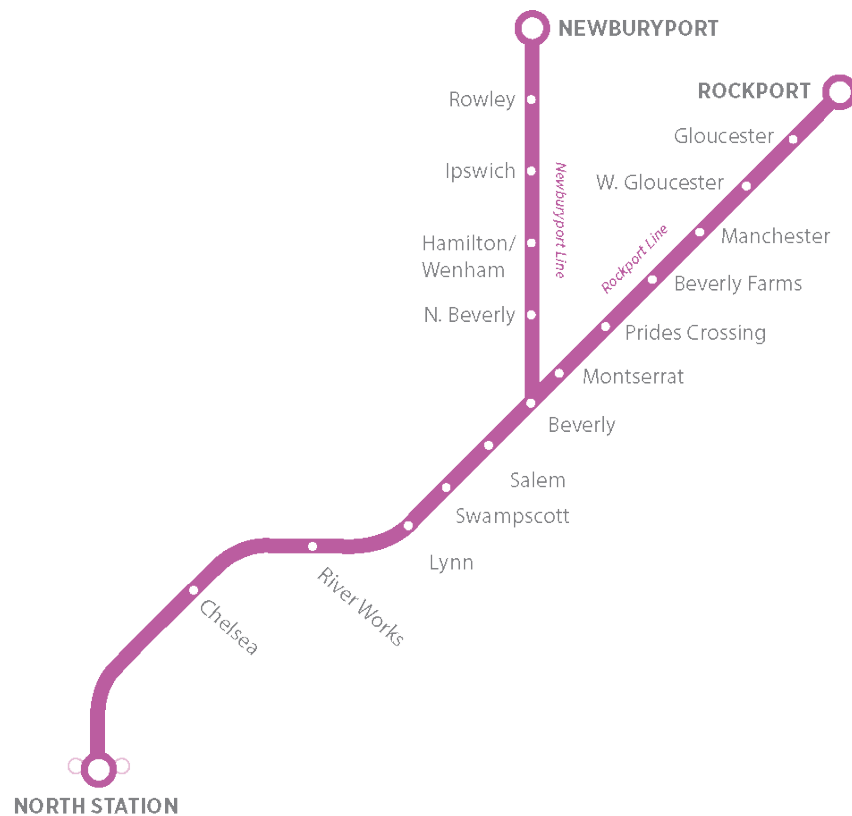 NEWBURYPORT
ROCKPORT
Rowley
Gloucester
Ipswich
W. Gloucester
Newburyport Line
Rockport Line
Manchester
Hamilton/
Wenham
Beverly Farms
N. Beverly
Prides Crossing
Montserrat
Beverly
Salem
Swampscott
Lynn
River Works
Chelsea
NORTH STATION